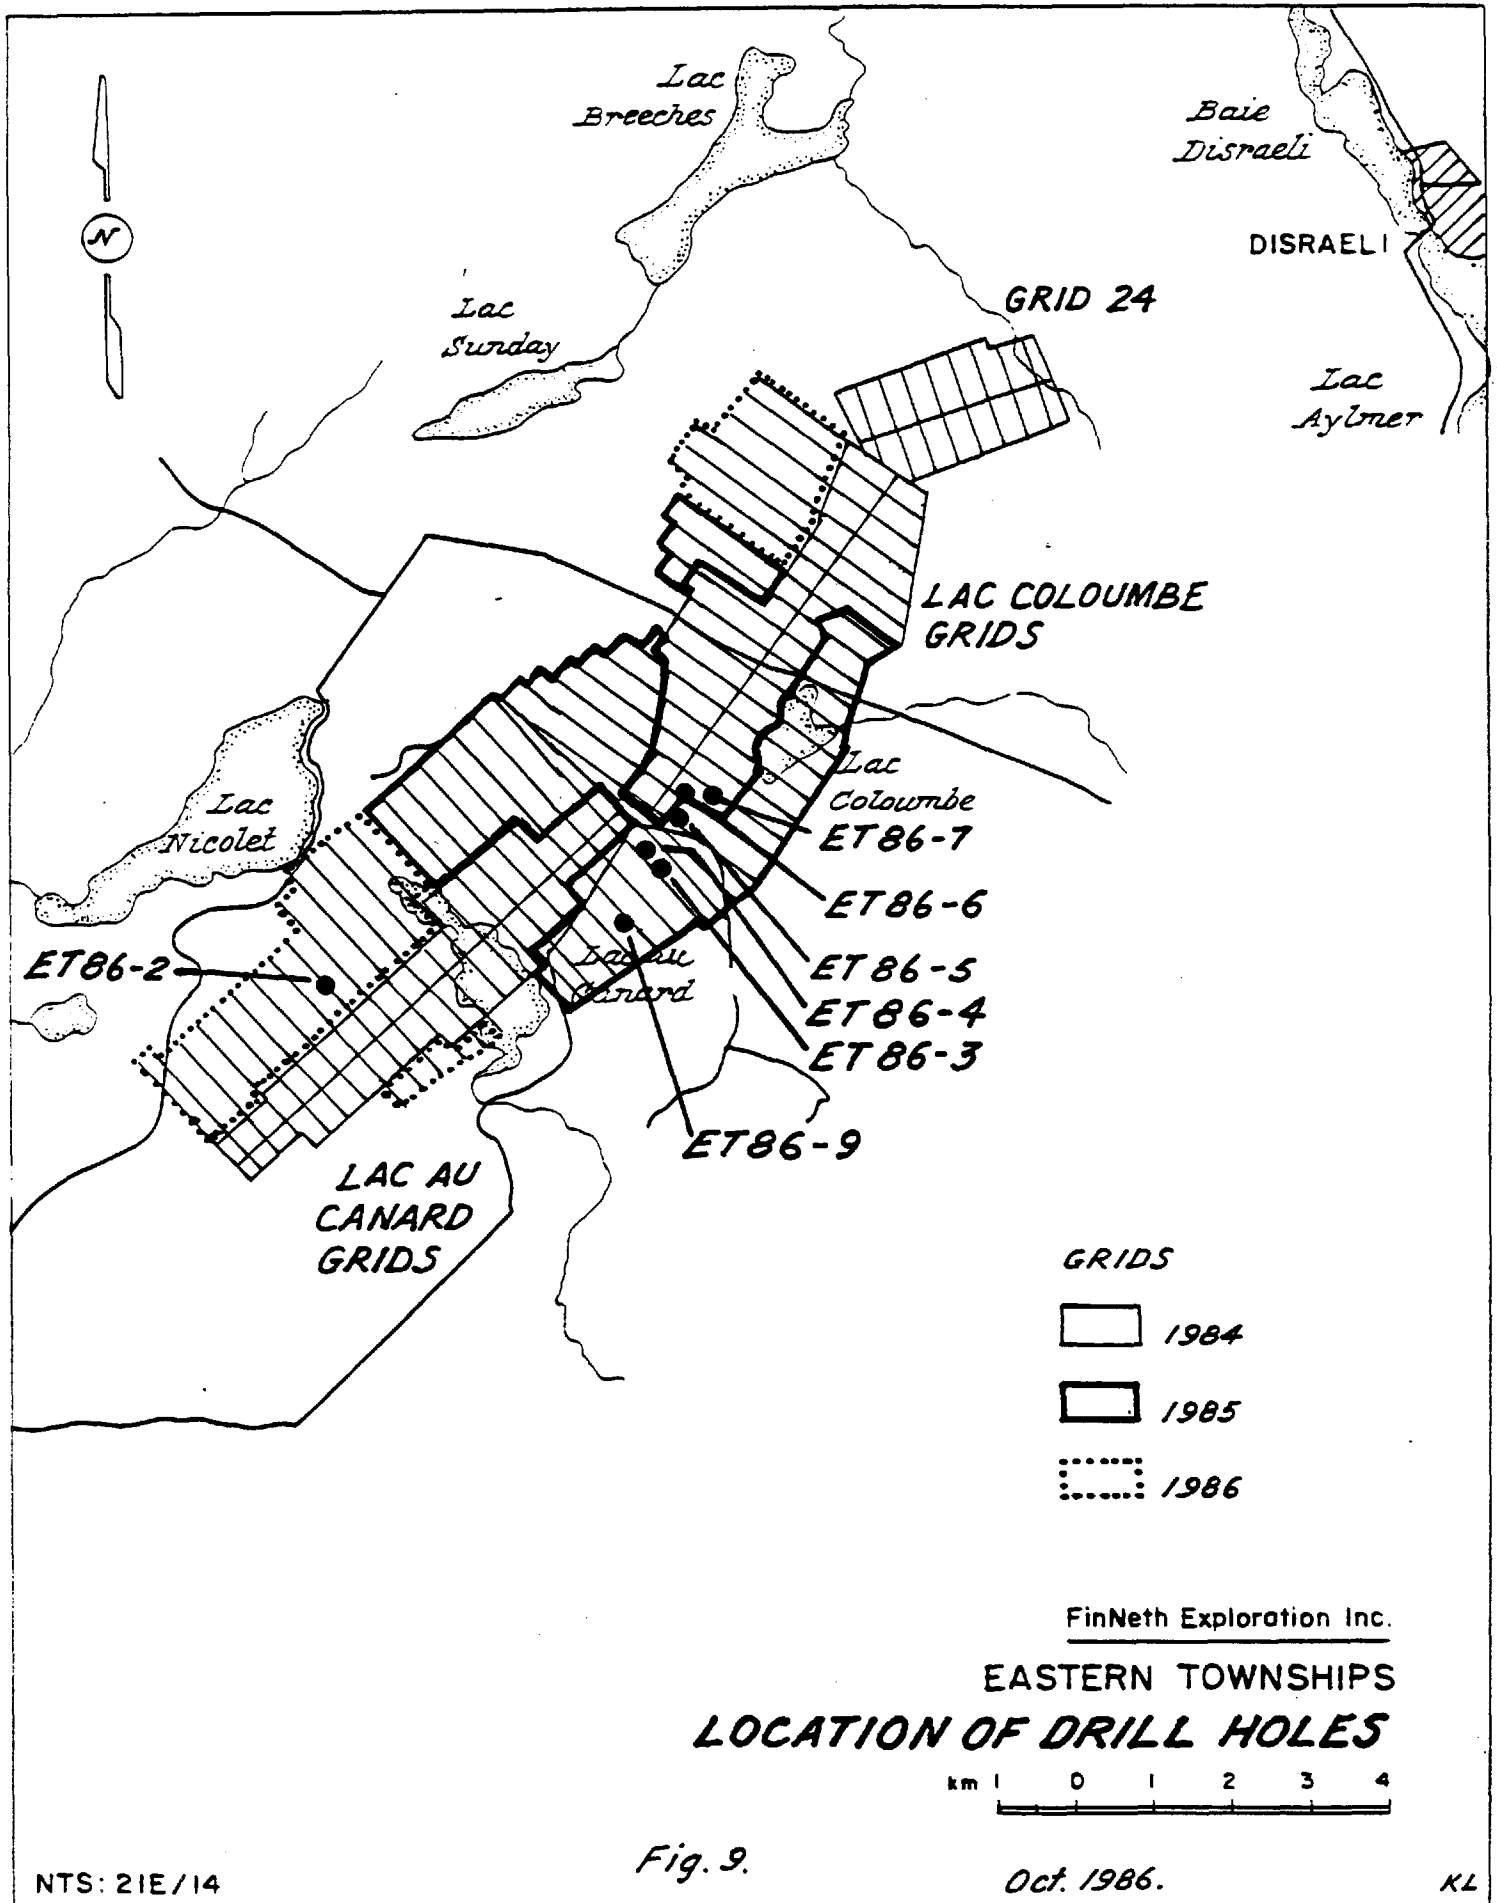 Lac
Breeches
Baie
Disraeli
N
DISRAELI
GRID 24
Lac
Sunday
Lac
Aylmer
LAC COLOUMBE
GRIDS
Lac
Coloumbe
Lac
Nicolet
ET86-7
ET86-6
ET86-2
Lac au
Canard
ET86-5
ET86-4
ET86-3
ET86-9
LAC AU
CANARD
GRIDS
GRIDS
1984
1985
1986
FinNeth Exploration Inc.
EASTERN TOWNSHIPS
LOCATION OF DRILL HOLES
km 1 0 1 2 3 4
Fig. 9.
NTS: 21E/14
Oct. 1986.
KL